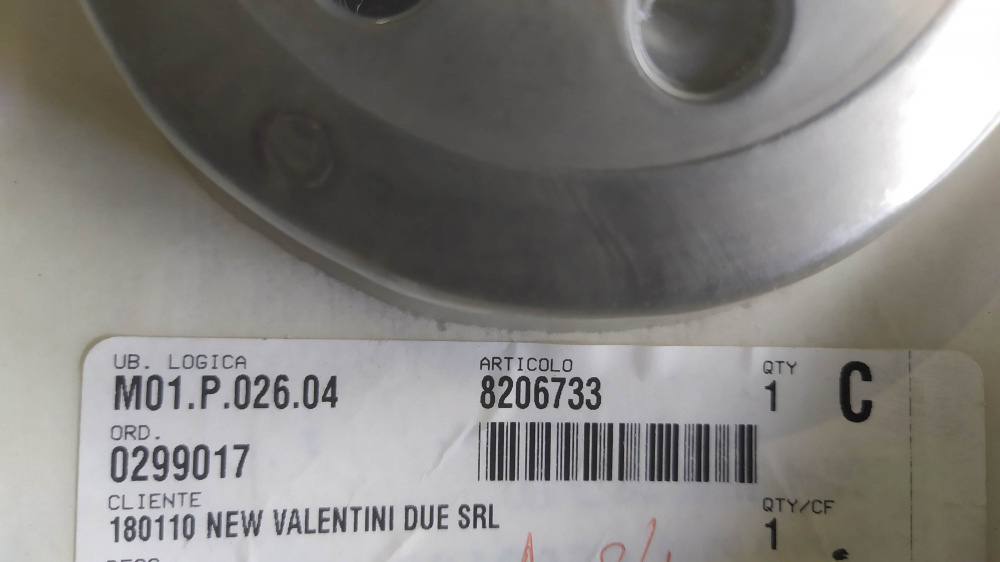 UB. LOGICA ARTICOLO QTY
M01.P.026.04 8206733 1 C
ORD.
0299017
CLIENTE QTY/CF
180110 NEW VALENTINI DUE SRL 1